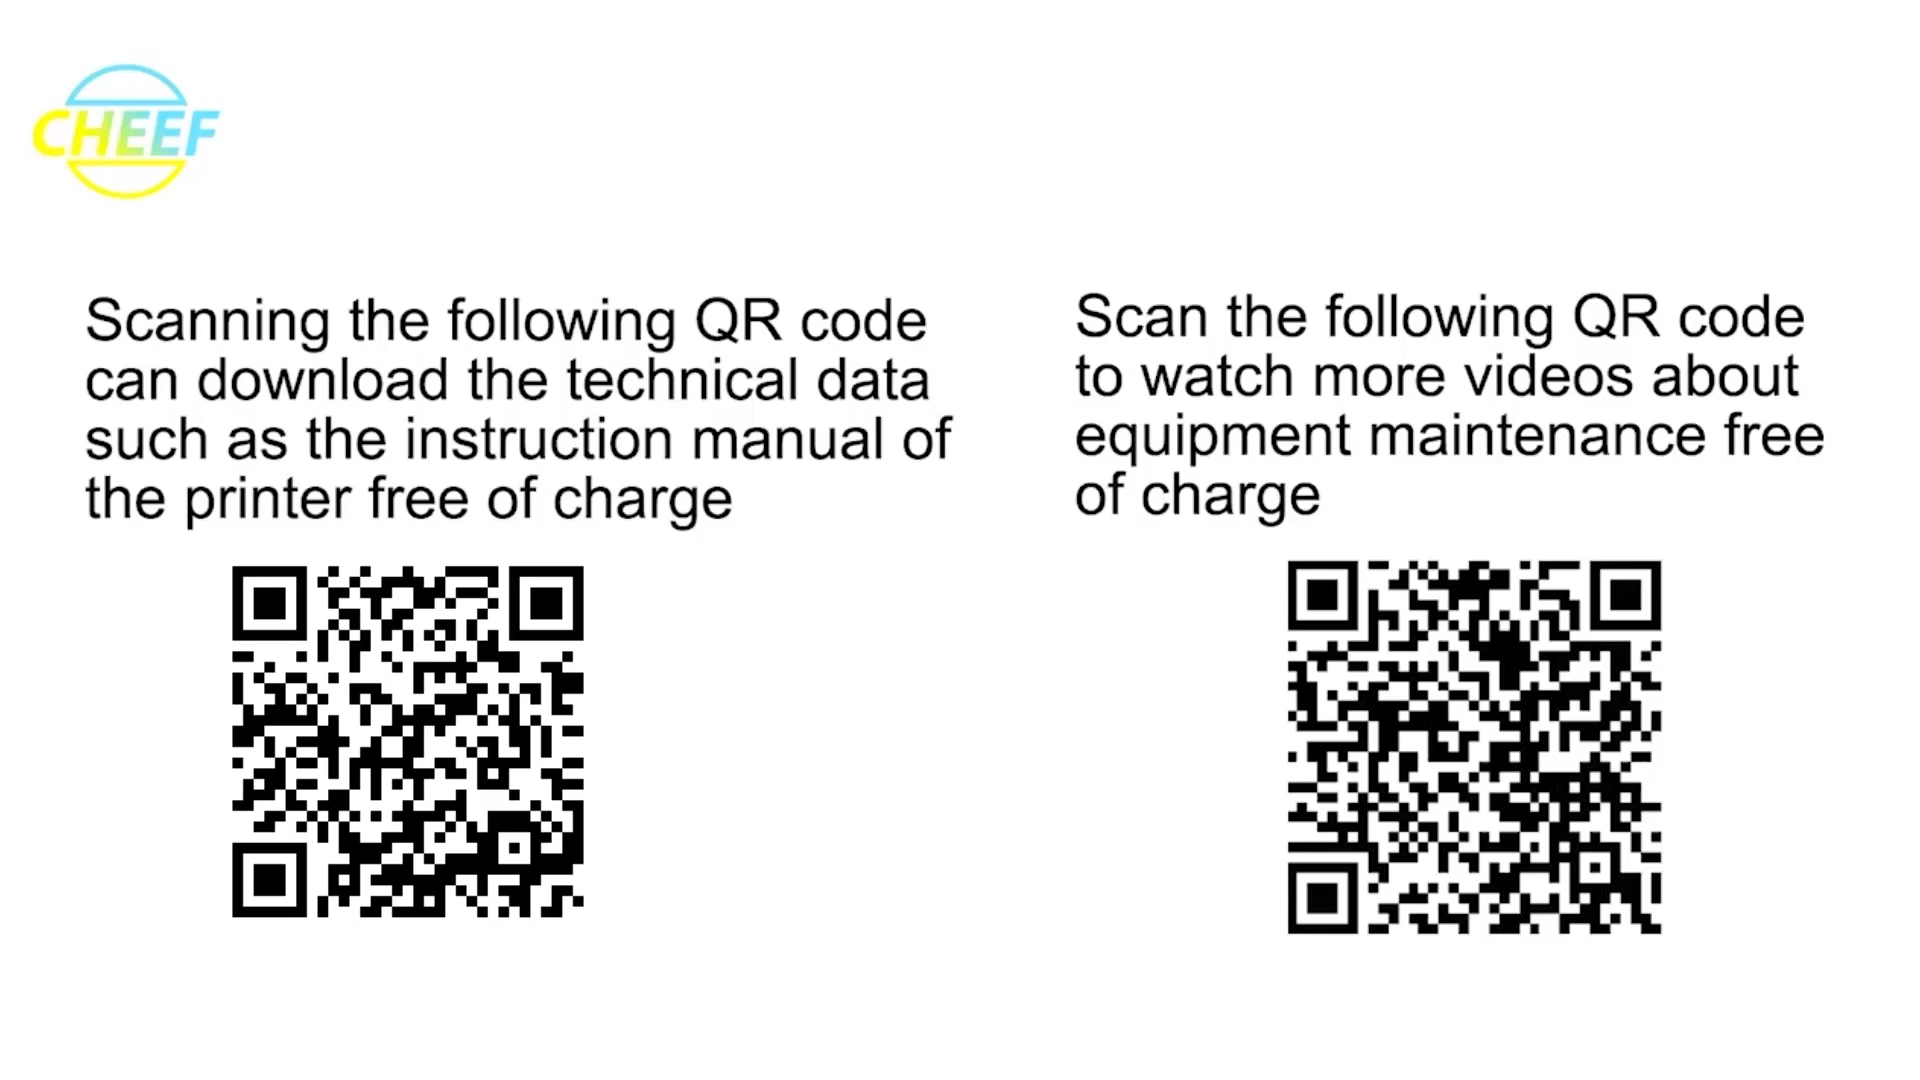 CHEEF
Scanning the following QR code
can download the technical data
such as the instruction manual of
the printer free of charge
Scan the following QR code
to watch more videos about
equipment maintenance free
of charge